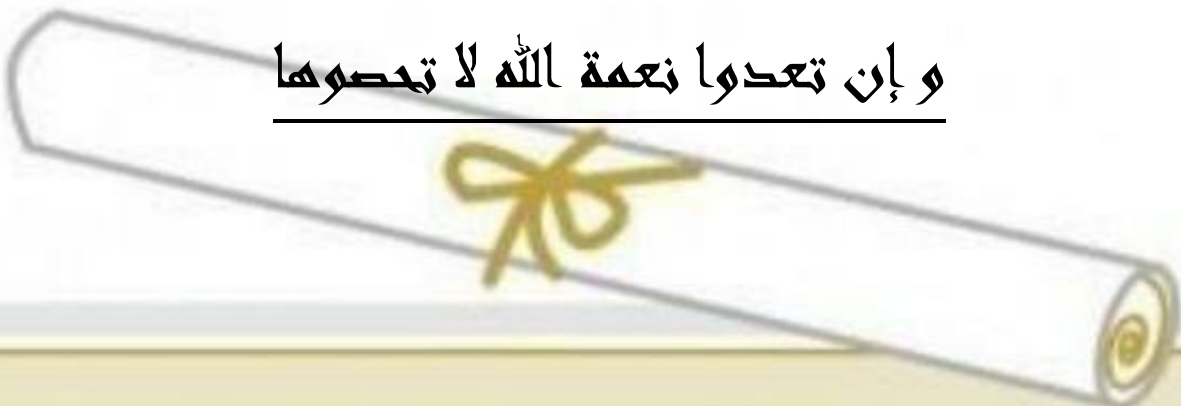 و إن تعدوا نعمة الله لا تحصوها